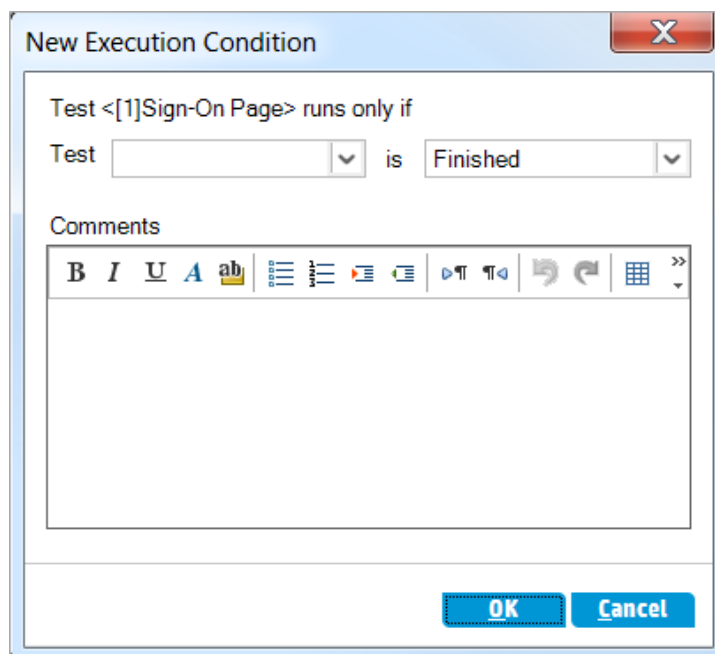 New Execution Condition
X
Test <[1]Sign-On Page> runs only if
Test is Finished
Comments
B I U A ab
OK Cancel